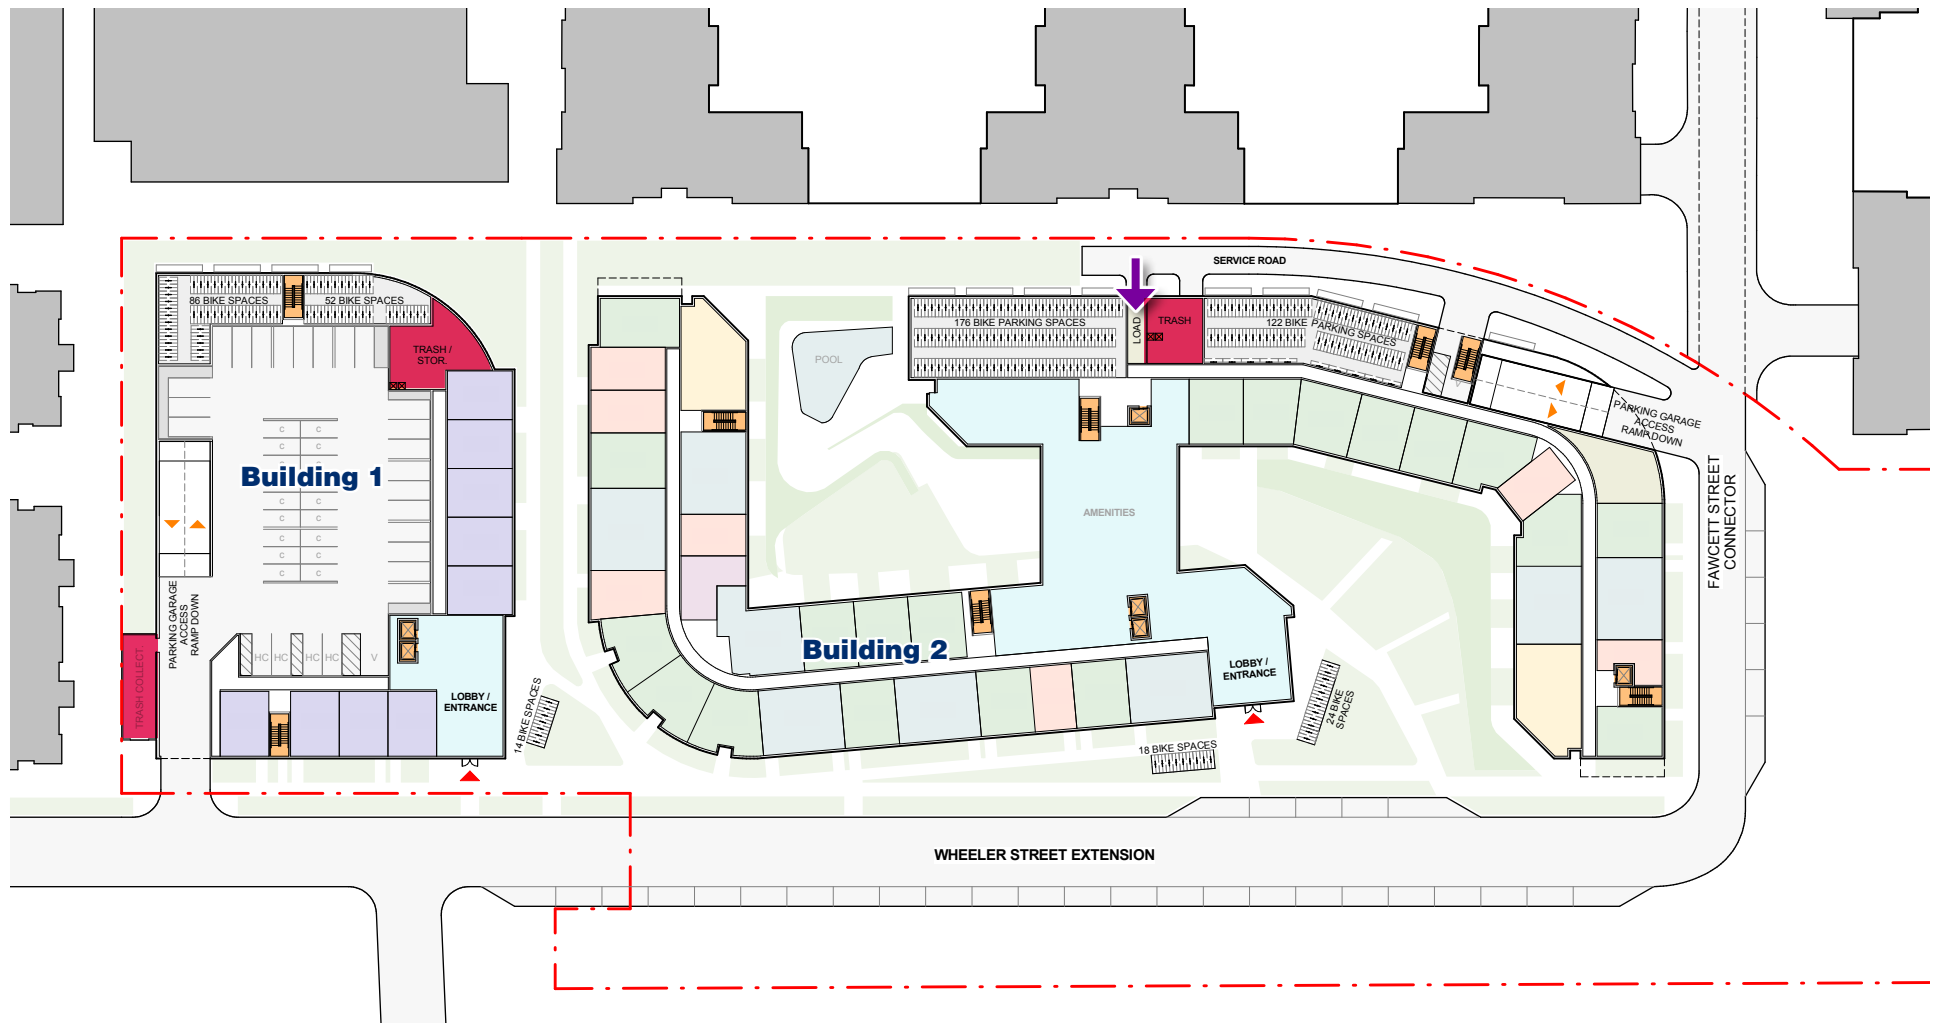 SERVICE ROAD
86 BIKE SPACES
52 BIKE SPACES
TRASH /
STOR.
176 BIKE PARKING SPACES
LOAD
TRASH
122 BIKE PARKING SPACES
POOL
PARKING GARAGE
ACCESS
RAMP DOWN
C C
C C
Building 1
C C
C C
C C
C C
C C
AMENITIES
FAWCETT STREET
CONNECTOR
PARKING GARAGE
ACCESS
RAMP DOWN
HC HC HC HC V
TRASH COLLECT.
LOBBY /
ENTRANCE
14 BIKE SPACES
Building 2
LOBBY /
ENTRANCE
24 BIKE
SPACES
18 BIKE SPACES
WHEELER STREET EXTENSION